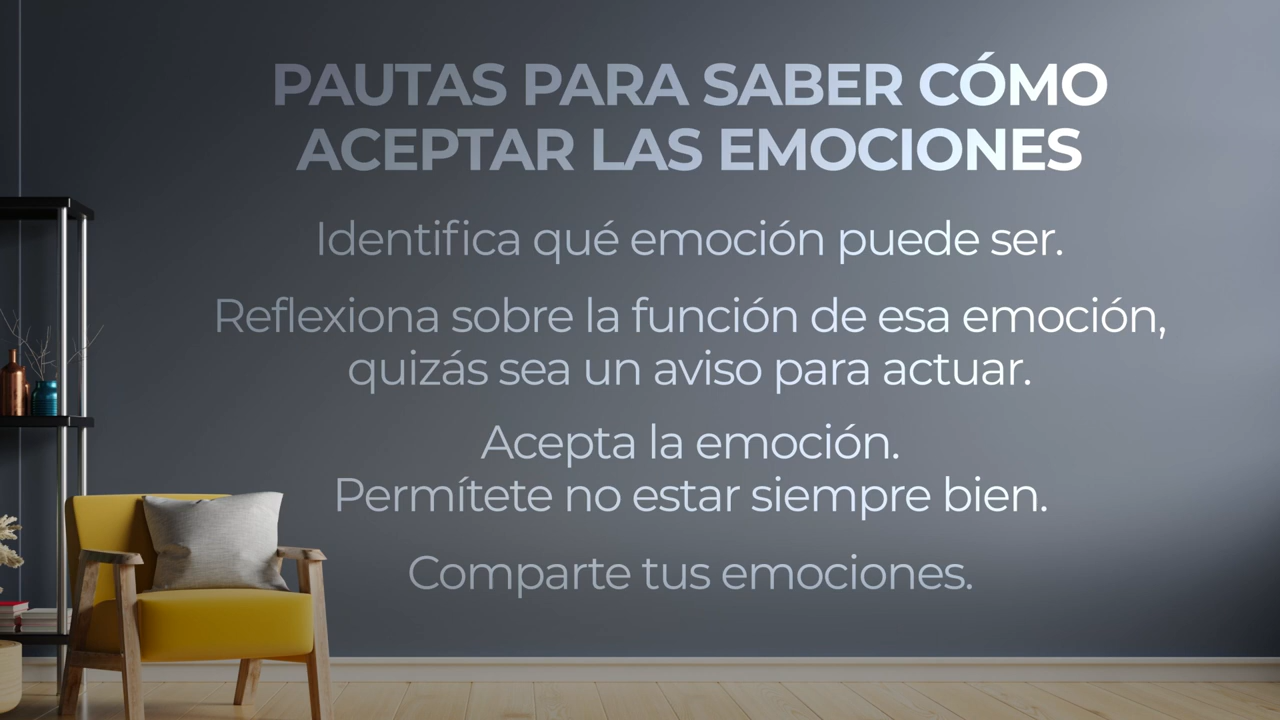 PAUTAS PARA SABER CÓMO
ACEPTAR LAS EMOCIONES
Identifica qué emoción puede ser.
Reflexiona sobre la función de esa emoción,
quizás sea un aviso para actuar.
Acepta la emoción.
Permítete no estar siempre bien.
Comparte tus emociones.